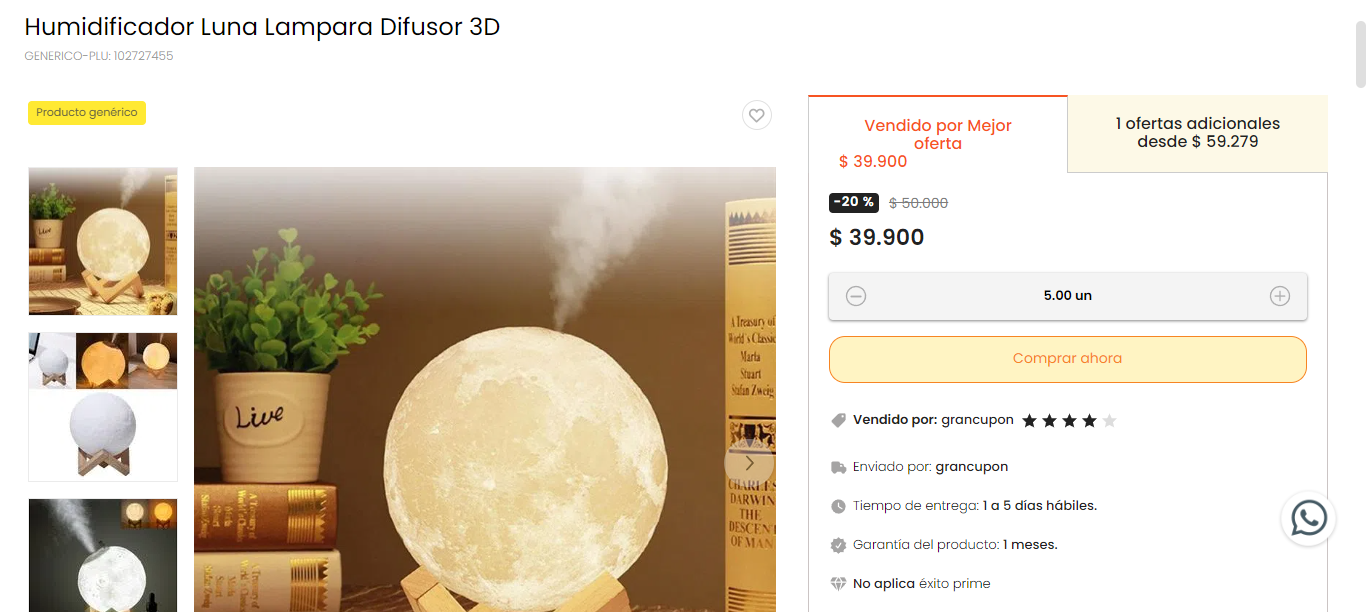 Humidificador Luna Lampara Difusor 3D
GENERICO-PLU: 102727455
Producto genérico
Live
Live
A Treasury of
World's Classics
Marta
Stuart
Stefan Zweig
CHARLES
DARWIN
THE
DESCENT
OF MAN
Vendido por Mejor
oferta
$ 39.900
1 ofertas adicionales
desde $ 59.279
-20 % $ 50.000
$ 39.900
5.00 un
Comprar ahora
Vendido por: grancupon
Enviado por: grancupon
Tiempo de entrega: 1 a 5 días hábiles.
Garantía del producto: 1 meses.
No aplica éxito prime